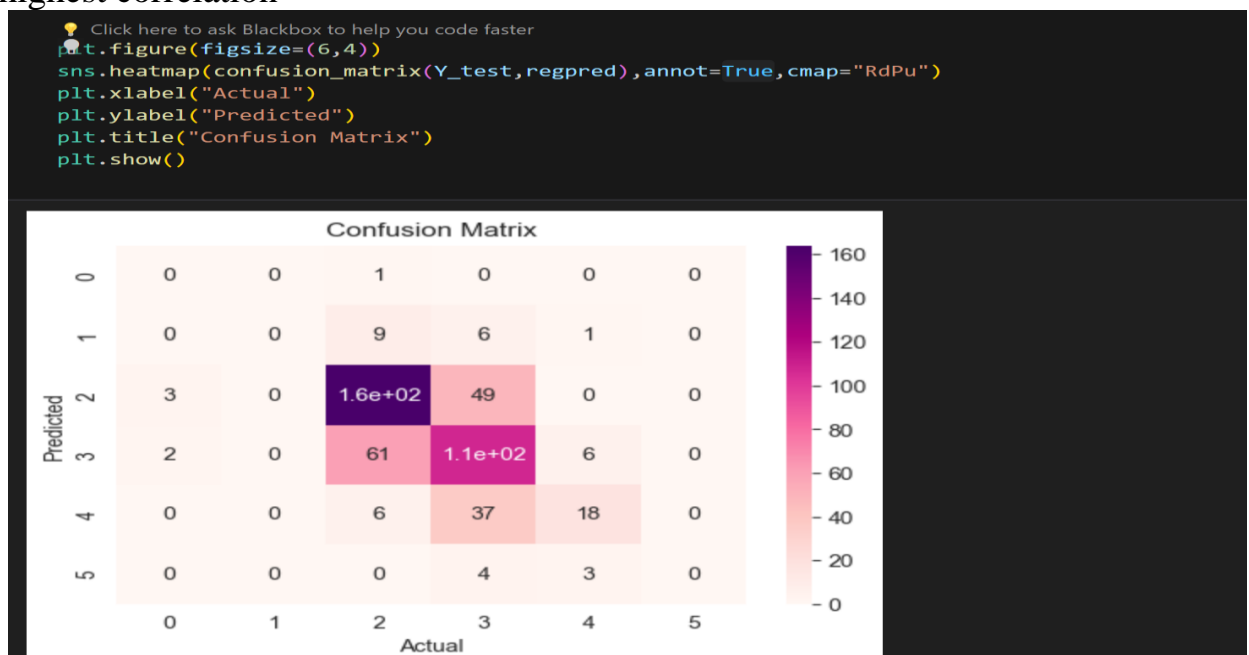 highest correlation
Click here to ask Blackbox to help you code faster
plt.figure(figsize=(6,4))
sns.heatmap(confusion_matrix(Y_test,regpred),annot=True,cmap="RdPu")
plt.xlabel("Actual")
plt.ylabel("Predicted")
plt.title("Confusion Matrix")
plt.show()
Confusion Matrix
0 0 0 1 0 0 0
1 0 0 9 6 1 0
2 3 0 1.6e+02 49 0 0
3 2 0 61 1.1e+02 6 0
4 0 0 6 37 18 0
5 0 0 0 4 3 0
Predicted
0 1 2 3 4 5
Actual
160
140
120
100
80
60
40
20
0